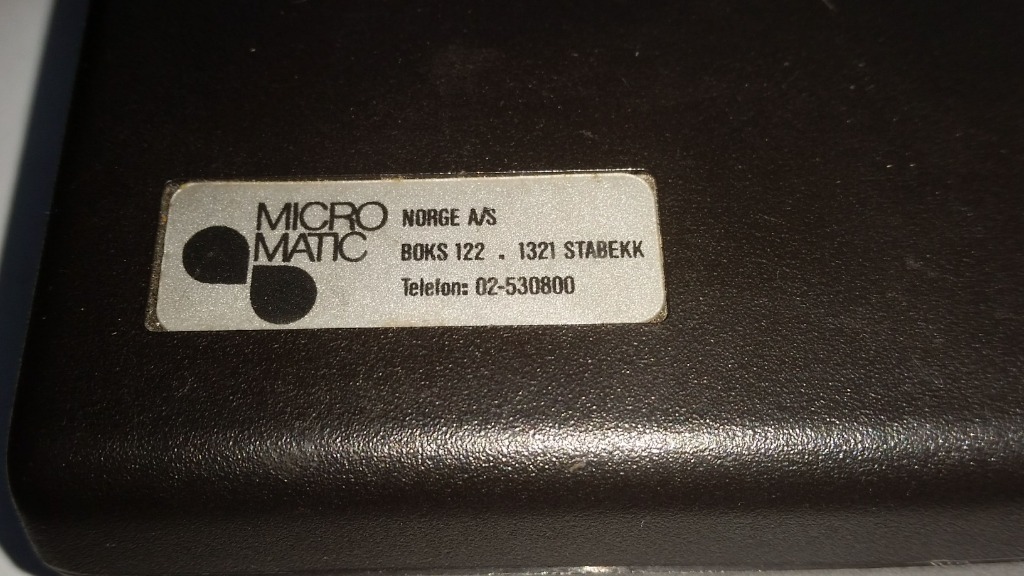 MICRO
MATIC
NORGE A/S
BOKS 122 . 1321 STABEKK
Telefon: 02-530800